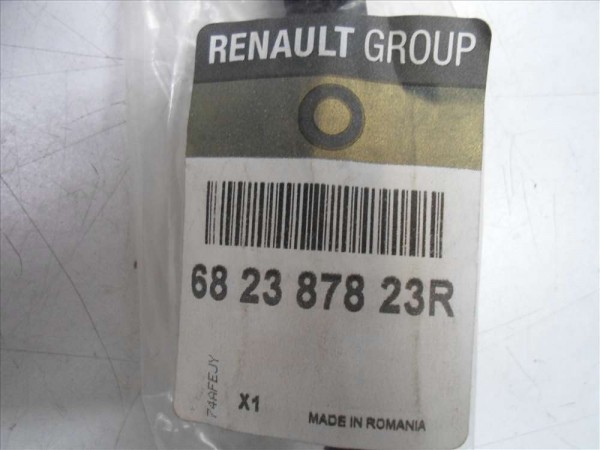 RENAULT GROUP
68 23 878 23R
74AFEJY
X1
MADE IN ROMANIA